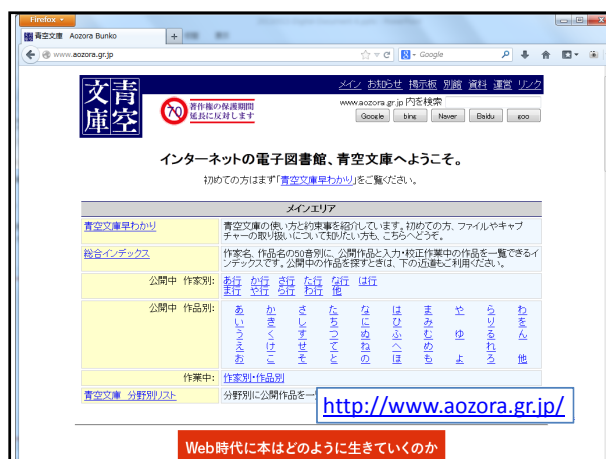 Firefox
青空文庫 Aozora Bunko
+
www.aozora.gr.jp
Google
青空文庫
70 著作権の保護期間
延長に反対します
メイン お知らせ 掲示板 別館 資料 運営 リンク
www.aozora.gr.jp 内を検索
Google bing Naver Baidu goo
インターネットの電子図書館、青空文庫へようこそ。
初めての方はまず「青空文庫早わかり」をご覧ください。
メインエリア
青空文庫早わかり 青空文庫の使い方と約束事を紹介しています。初めての方、ファイルやキャプ
チャーの取り扱いについて知りたい方も、こちらへどうぞ。
総合インデックス 作家名、作品名の50音別に、公開作品と入力・校正作業中の作品を一覧できるイ
ンデックスです。公開中の作品を探すときは、下の近道もご利用ください。
公開中 作家別: あ行 か行 さ行 た行 な行 は行
ま行 や行 ら行 わ行 他
公開中 作品別: あ か さ た な は ま や ら わ
い き し ち に ひ み り を
う く す つ ぬ ふ む ゆ る ん
え け せ て ね へ め れ
お こ そ と の ほ も よ ろ 他
作業中: 作家別・作品別
青空文庫 分野別リスト 分野別に公開作品を一
http://www.aozora.gr.jp/
Web時代に本はどのように生きていくのか